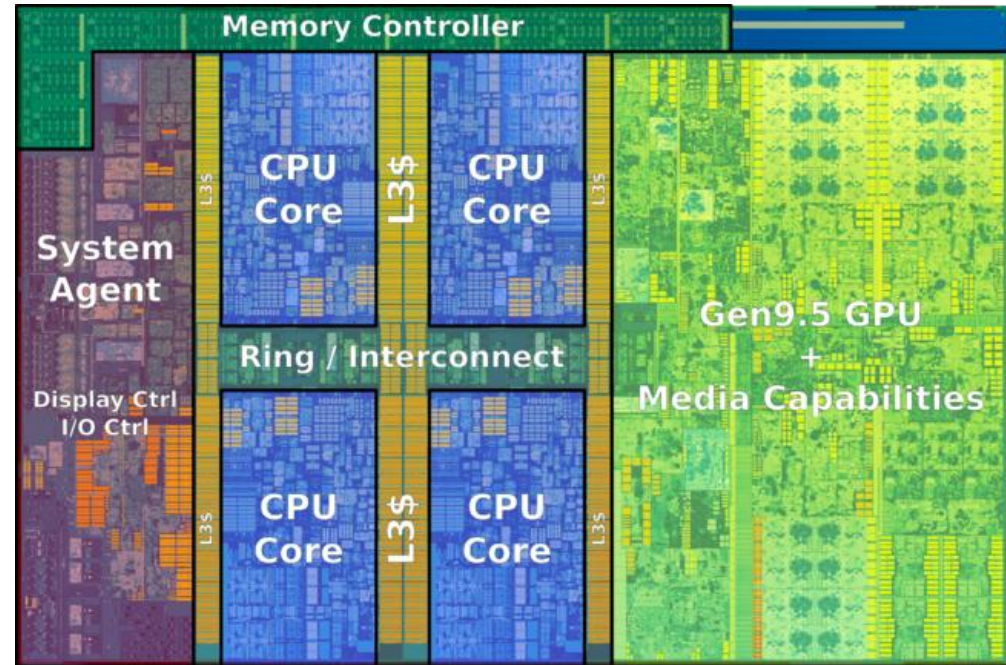 Memory Controller
System
Agent
Display Ctrl
I/O Ctrl
L3$
CPU
Core
L3$
CPU
Core
L3$
Ring / Interconnect
L3$
CPU
Core
L3$
CPU
Core
L3$
Gen9.5 GPU
+
Media Capabilities